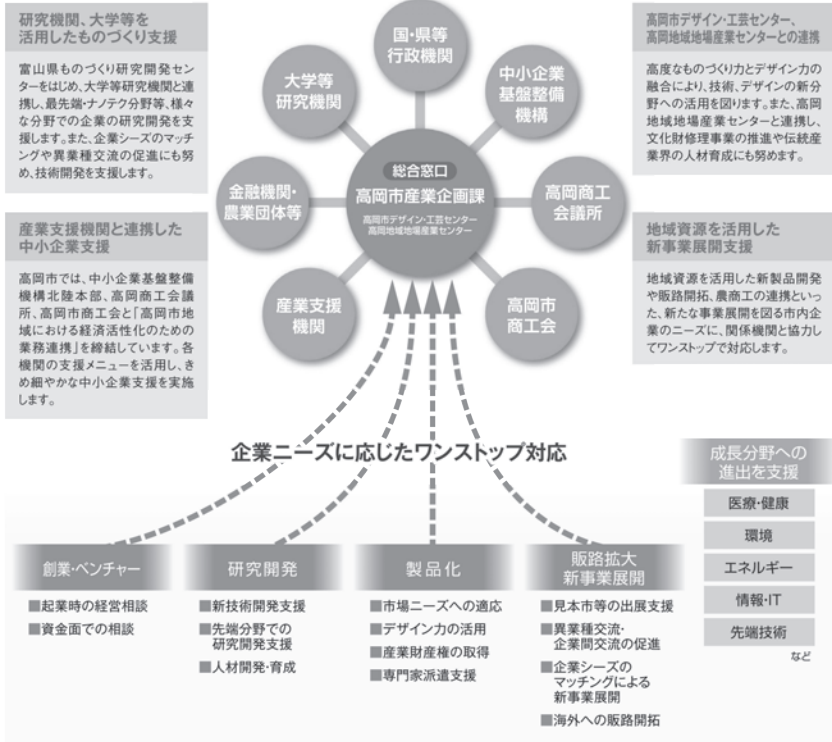 研究機関、大学等を
活用したものづくり支援
富山県ものづくり研究開発セン
ターをはじめ、大学等研究機関と連
携し、最先端・ナノテク分野等、様々
な分野での企業の研究開発を支
援します。また、企業シーズのマッチ
ングや異業種交流の促進にも努
め、技術開発を支援します。
産業支援機関と連携した
中小企業支援
高岡市では、中小企業基盤整備
機構北陸本部、高岡商工会議
所、高岡市商工会と「高岡市地
域における経済活性化のための
業務連携」を締結しています。各
機関の支援メニューを活用し、き
め細やかな中小企業支援を実施
します。
国・県等
行政機関
大学等
研究機関
中小企業
基盤整備
機構
金融機関・
農業団体等
総合窓口
高岡市産業企画課
高岡市デザイン・工芸センター
高岡地域地場産業センター
高岡商工
会議所
産業支援
機関
高岡市
商工会
高岡市デザイン・工芸センター、
高岡地域地場産業センターとの連携
高度なものづくり力とデザイン力の
融合により、技術、デザインの新分
野への活用を図ります。また、高岡
地域地場産業センターと連携し、
文化財修理事業の推進や伝統産
業界の人材育成にも努めます。
地域資源を活用した
新事業展開支援
地域資源を活用した新製品開発
や販路開拓、農商工の連携といっ
た、新たな事業展開を図る市内企
業のニーズに、関係機関と協力し
てワンストップで対応します。
企業ニーズに応じたワンストップ対応
創業・ベンチャー
■起業時の経営相談
■資金面での相談
研究開発
■新技術開発支援
■先端分野での
研究開発支援
■人材開発・育成
製品化
■市場ニーズへの適応
■デザイン力の活用
■産業財産権の取得
■専門家派遣支援
販路拡大
新事業展開
■見本市等の出展支援
■異業種交流・
企業間交流の促進
■企業シーズの
マッチングによる
新事業展開
■海外への販路開拓
成長分野への
進出を支援
医療・健康
環境
エネルギー
情報・IT
先端技術
など